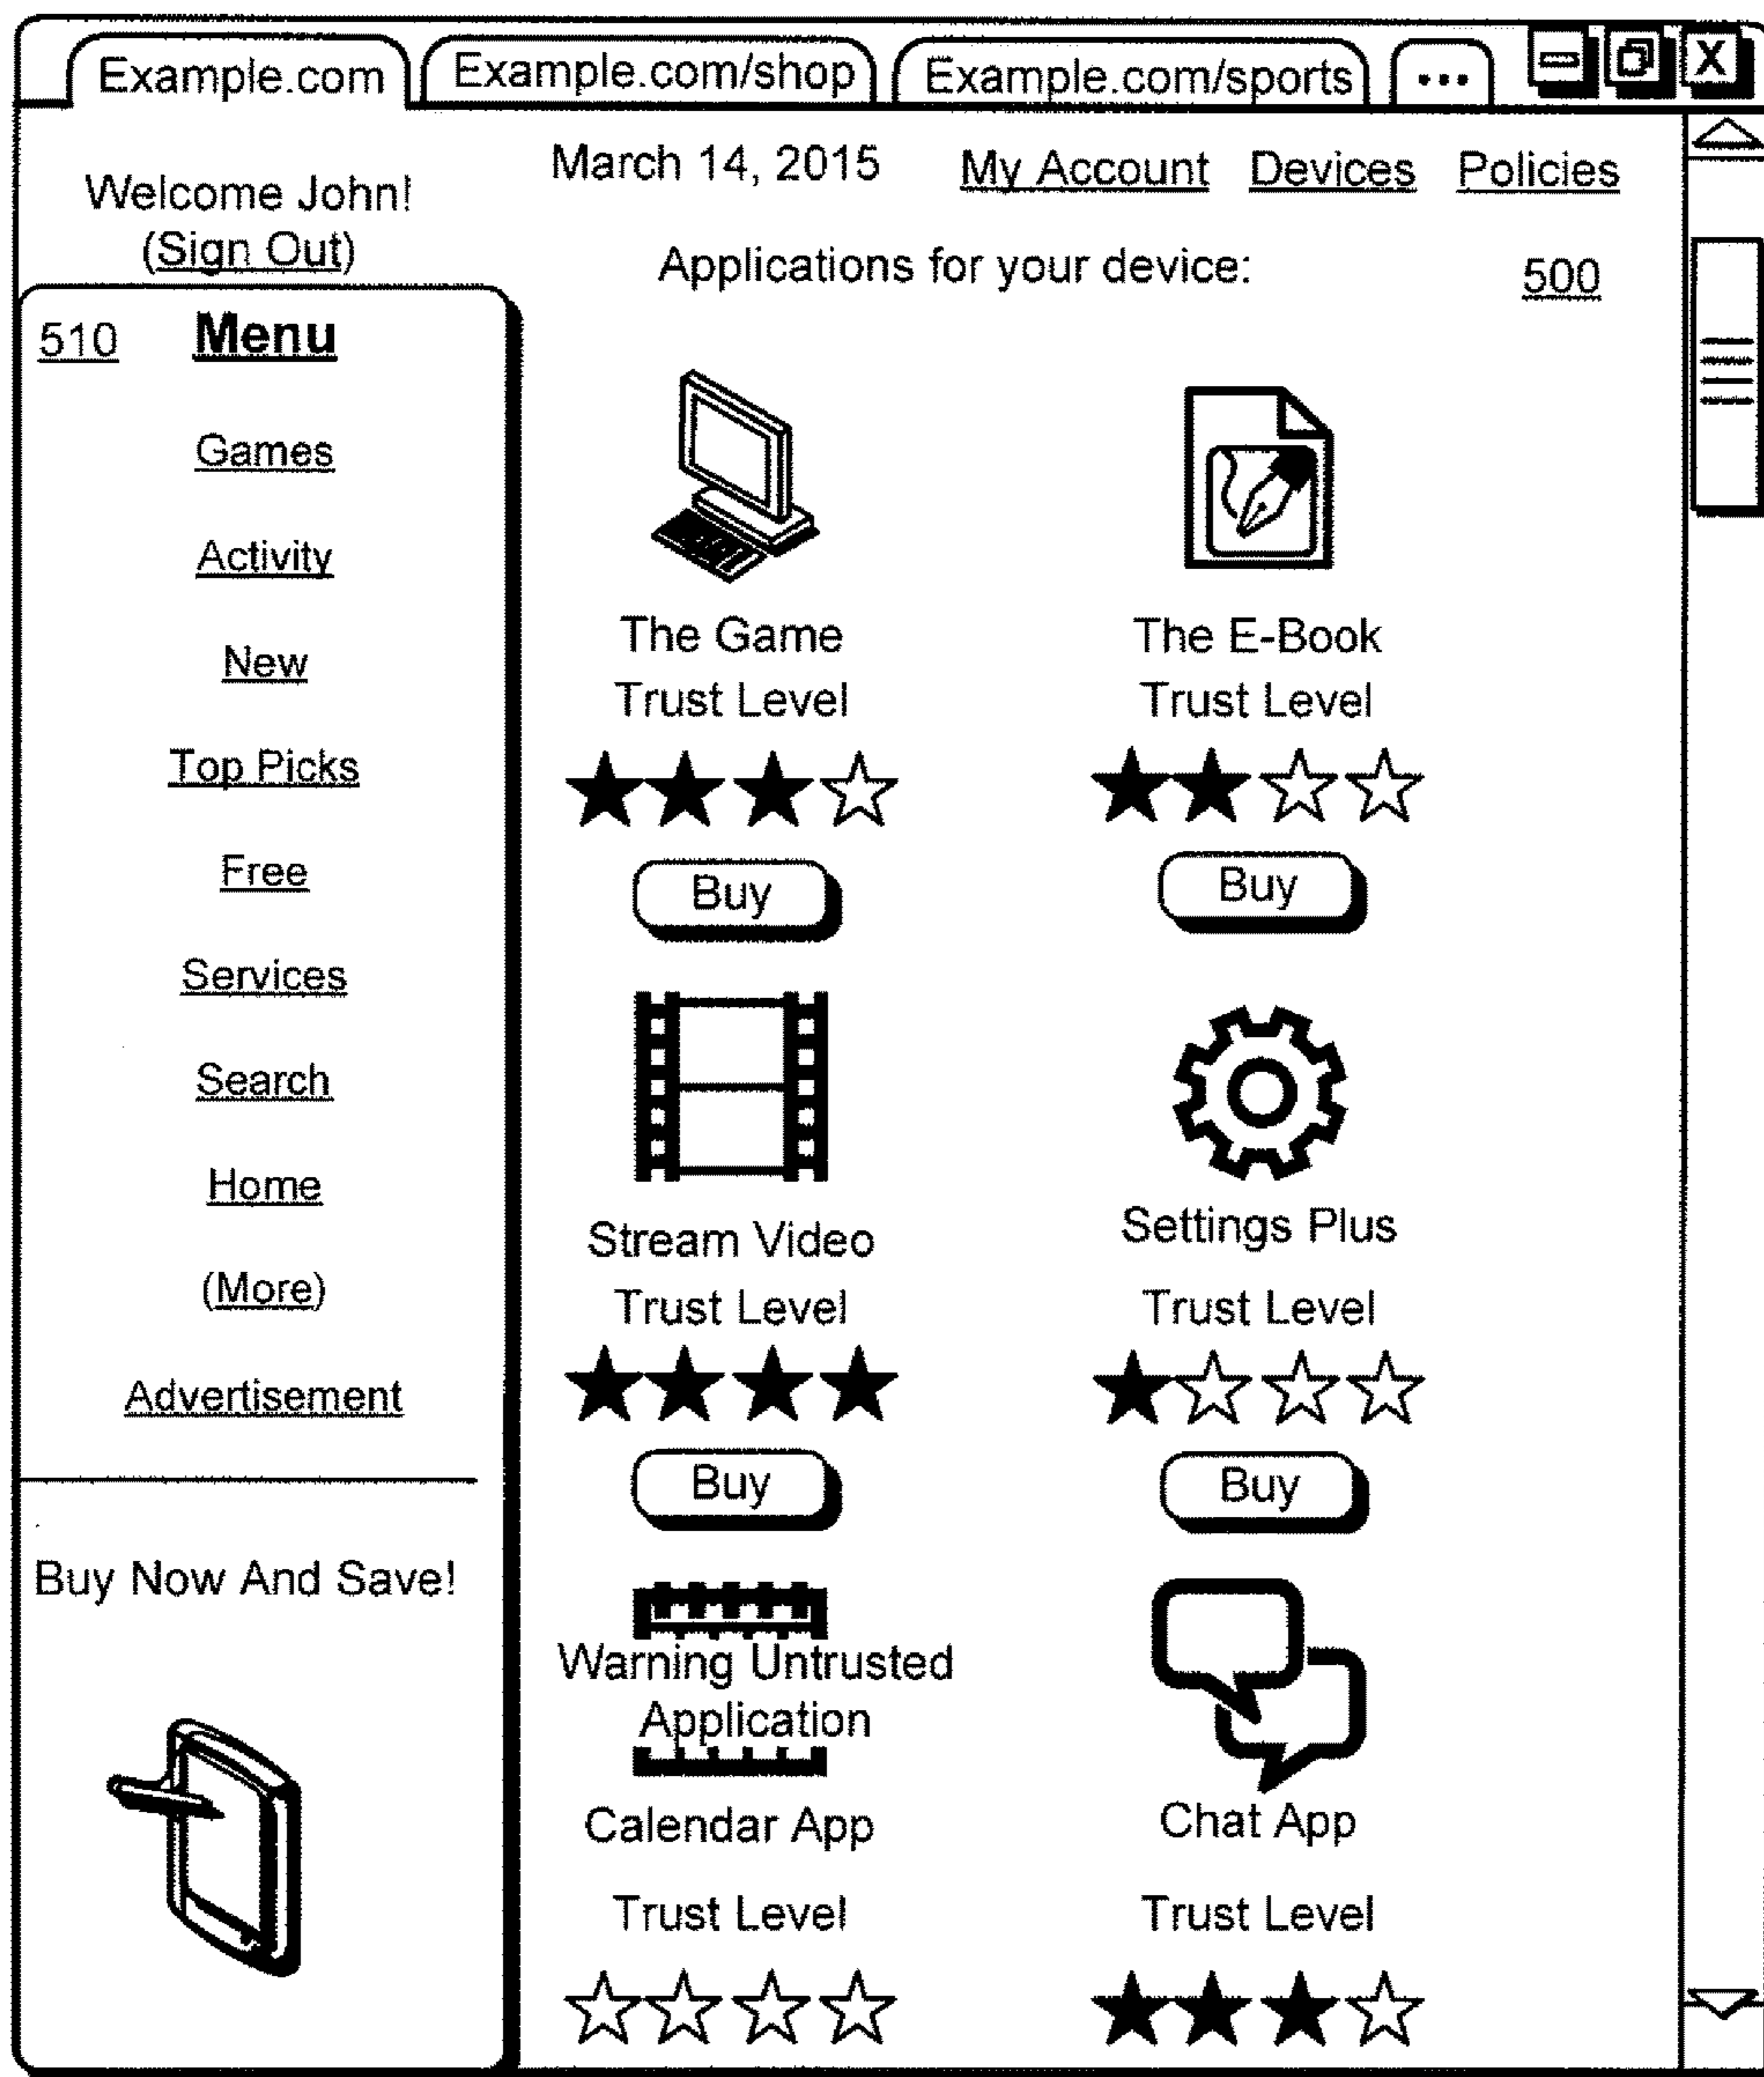 Example.com
Example.com/shop
Example.com/sports
...
X
Welcome John!
(Sign Out)
March 14, 2015
My Account
Devices
Policies
Applications for your device:
500
510
Menu
Games
Activity
New
Top Picks
Free
Services
Search
Home
(More)
Advertisement
Buy Now And Save!
The Game
Trust Level
Buy
The E-Book
Trust Level
Buy
Stream Video
Trust Level
Buy
Settings Plus
Trust Level
Buy
Warning Untrusted
Application
Calendar App
Trust Level
Chat App
Trust Level